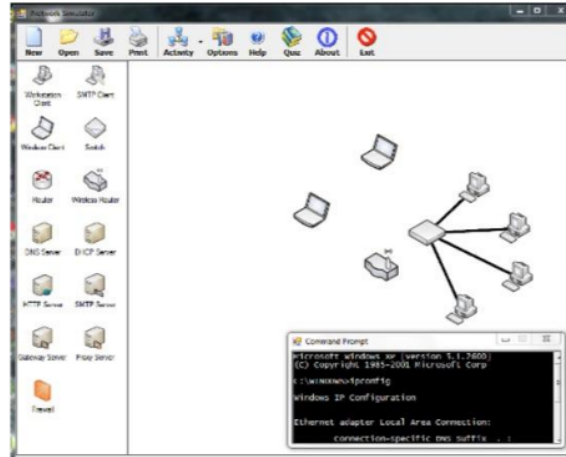 Network Simulator
New Open Save Print Activity Options Help Quiz About Exit
Workstation Client
SMTP Client
Wireless Client
Switch
Router
Wireless Router
DNS Server
DHCP Server
HTTP Server
SMTP Server
Gateway Server
Proxy Server
Firewall
Command Prompt
Microsoft Windows XP [Version 5.1.2600]
(C) Copyright 1985-2001 Microsoft Corp
C:\WINDOWS>ipconfig
Windows IP Configuration
Ethernet adapter Local Area Connection:
Connection-specific DNS Suffix . :